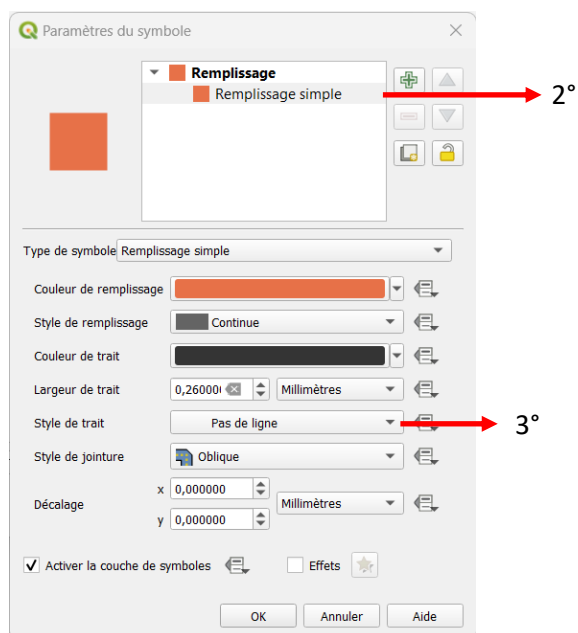 Paramètres du symbole
Remplissage
Remplissage simple
2°
Type de symbole Remplissage simple
Couleur de remplissage
Style de remplissage Continue
Couleur de trait
Largeur de trait 0,26000 Millimètres
Style de trait Pas de ligne
3°
Style de jointure Oblique
x 0,000000
Décalage Millimètres
y 0,000000
Activer la couche de symboles Effets
OK Annuler Aide